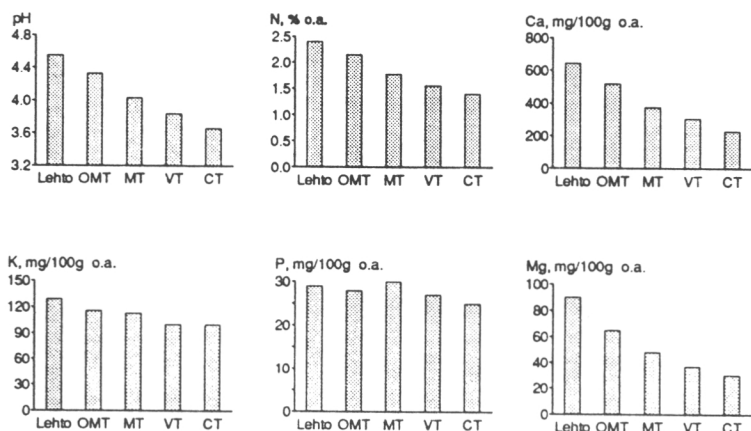 pH
4.8
4.4
4.0
3.6
3.2
Lehto OMT MT VT CT
N, % o.a.
2.5
2.0
1.5
1.0
0.5
0.0
Lehto OMT MT VT CT
Ca, mg/100g o.a.
800
600
400
200
0
Lehto OMT MT VT CT
K, mg/100g o.a.
150
120
90
60
30
0
Lehto OMT MT VT CT
P, mg/100g o.a.
30
20
10
0
Lehto OMT MT VT CT
Mg, mg/100g o.a.
100
80
60
40
20
0
Lehto OMT MT VT CT